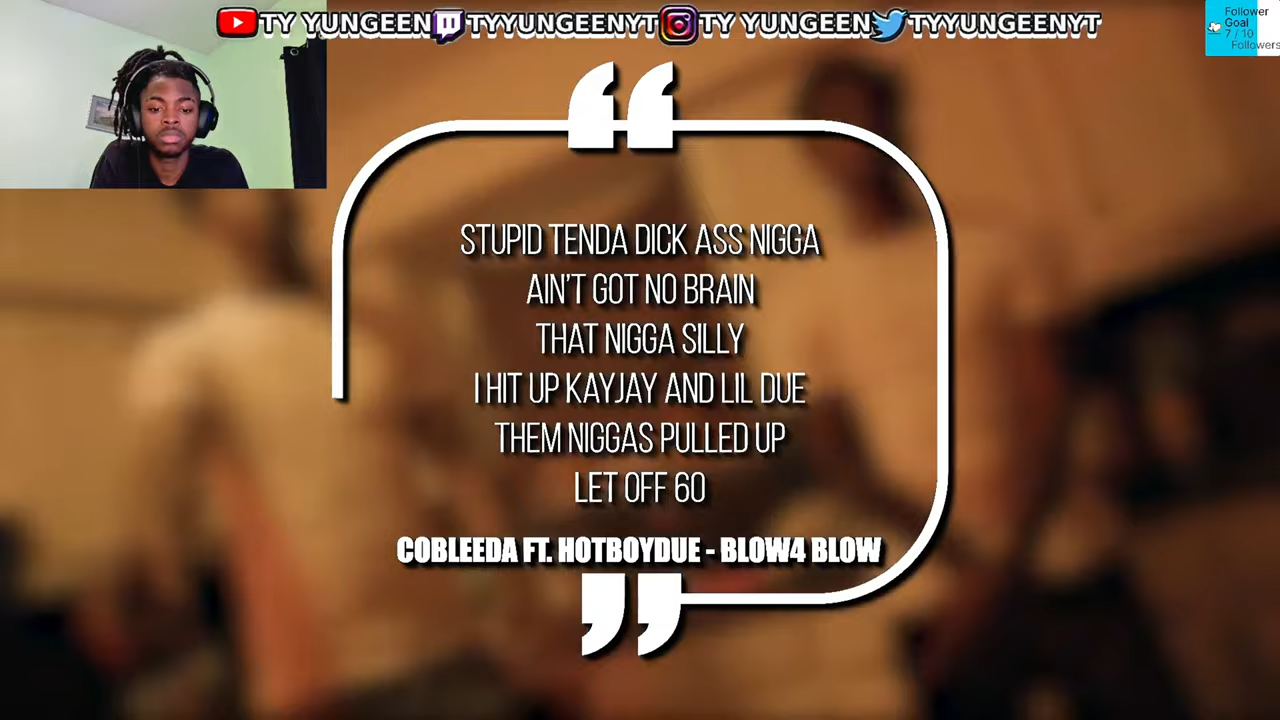 TY YUNGEEN TYYUNGEENYT TY YUNGEEN TYYUNGEENYT
Follower
Goal
7 / 10
Followers
STUPID TENDA DICK ASS NIGGA
AIN'T GOT NO BRAIN
THAT NIGGA SILLY
I HIT UP KAYJAY AND LIL DUE
THEM NIGGAS PULLED UP
LET OFF 60
COBLEEDA FT. HOTBOYDUE - BLOW4 BLOW